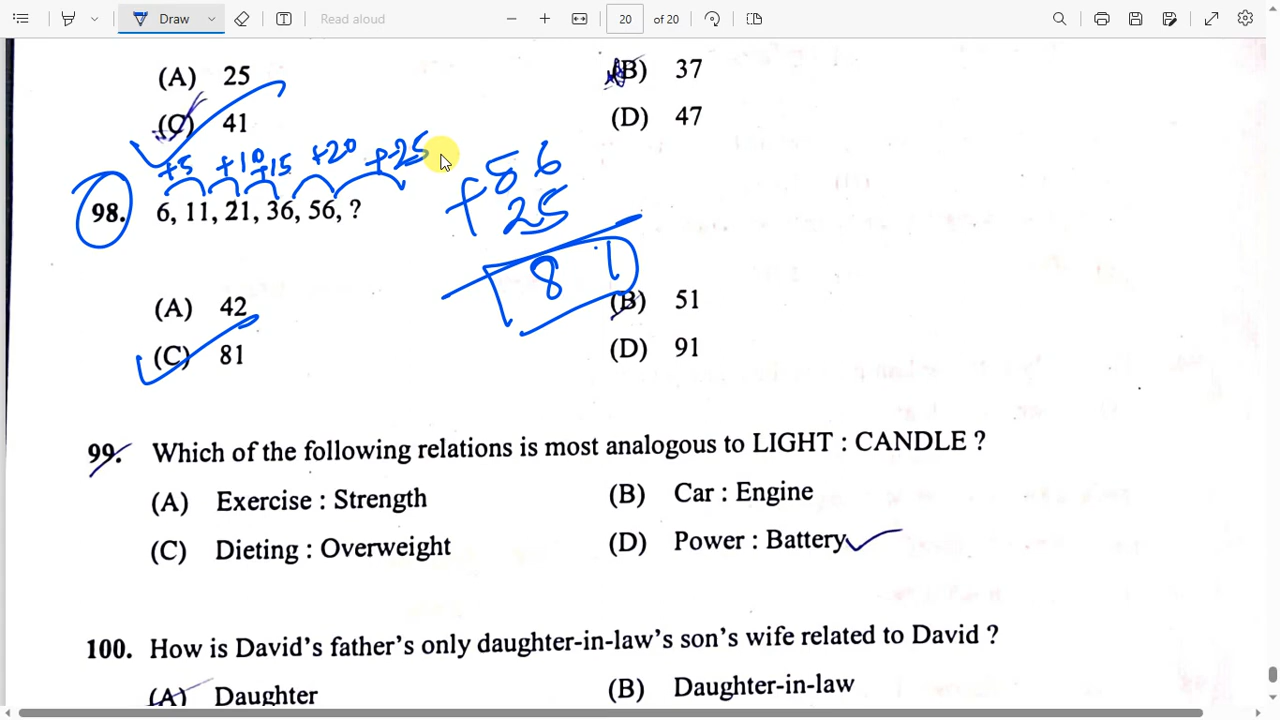 Draw
Read aloud
20 of 20
(A) 25
(B) 37
(C) 41
(D) 47
+5 +10 +15 +20 +25
98. 6, 11, 21, 36, 56, ?
+ 56
25
81
(A) 42
(B) 51
(C) 81
(D) 91
99. Which of the following relations is most analogous to LIGHT : CANDLE ?
(A) Exercise : Strength
(B) Car : Engine
(C) Dieting : Overweight
(D) Power : Battery
100. How is David's father's only daughter-in-law's son's wife related to David ?
(A) Daughter
(B) Daughter-in-law